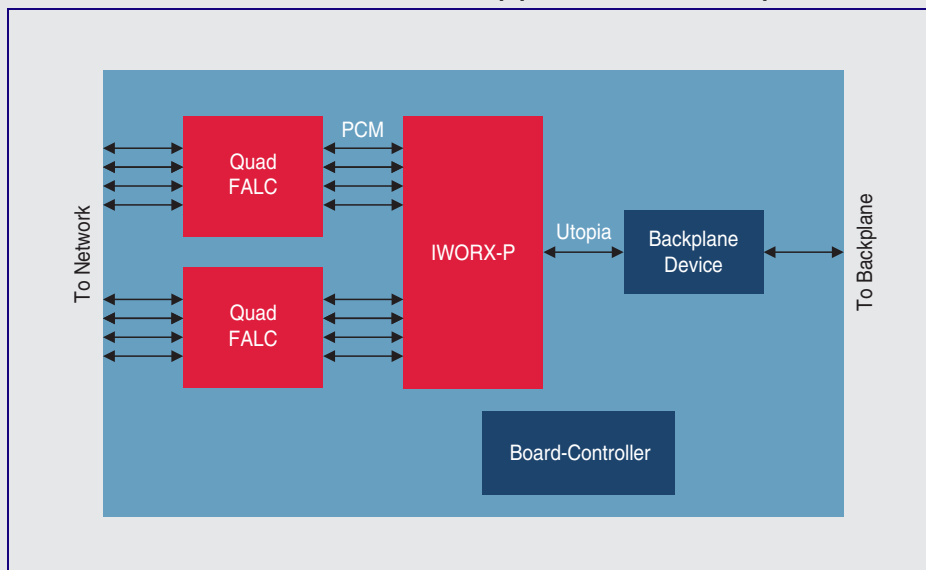 To Network
Quad
FALC
PCM
Quad
FALC
IWORX-P
Utopia
Backplane
Device
To Backplane
Board-Controller